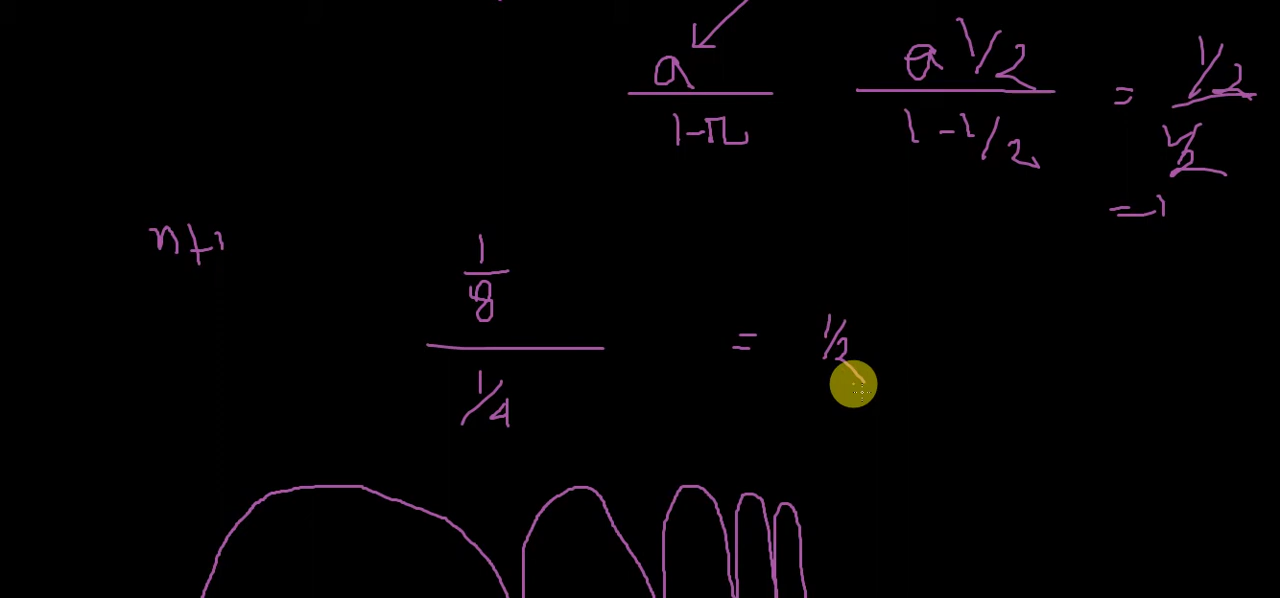 a/(1-r) a 1/2 / (1-1/2) = 1/2 / 1/2
= 1
n+1
1/8 / 1/4 = 1/2